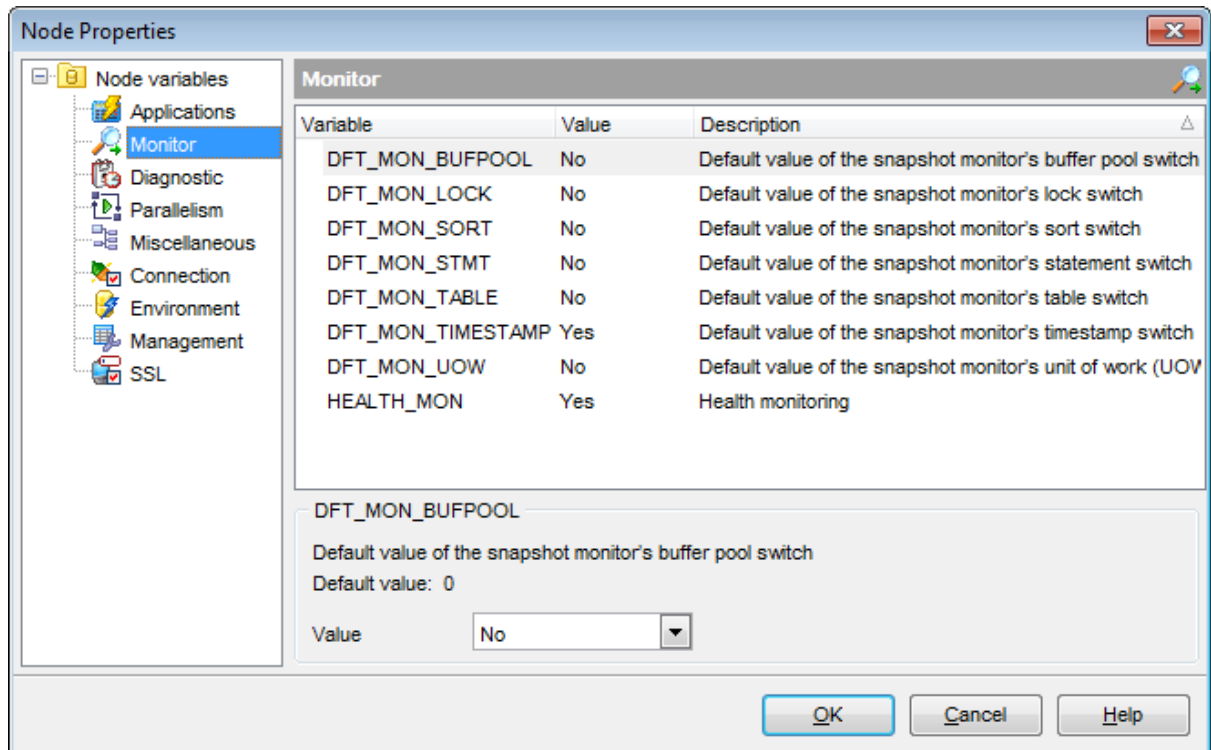 Node Properties
Node variables
Applications
Monitor
Diagnostic
Parallelism
Miscellaneous
Connection
Environment
Management
SSL
Monitor
Variable Value Description
DFT_MON_BUFPOOL No Default value of the snapshot monitor's buffer pool switch
DFT_MON_LOCK No Default value of the snapshot monitor's lock switch
DFT_MON_SORT No Default value of the snapshot monitor's sort switch
DFT_MON_STMT No Default value of the snapshot monitor's statement switch
DFT_MON_TABLE No Default value of the snapshot monitor's table switch
DFT_MON_TIMESTAMP Yes Default value of the snapshot monitor's timestamp switch
DFT_MON_UOW No Default value of the snapshot monitor's unit of work (UOW
HEALTH_MON Yes Health monitoring
DFT_MON_BUFPOOL
Default value of the snapshot monitor's buffer pool switch
Default value: 0
Value No
OK Cancel Help